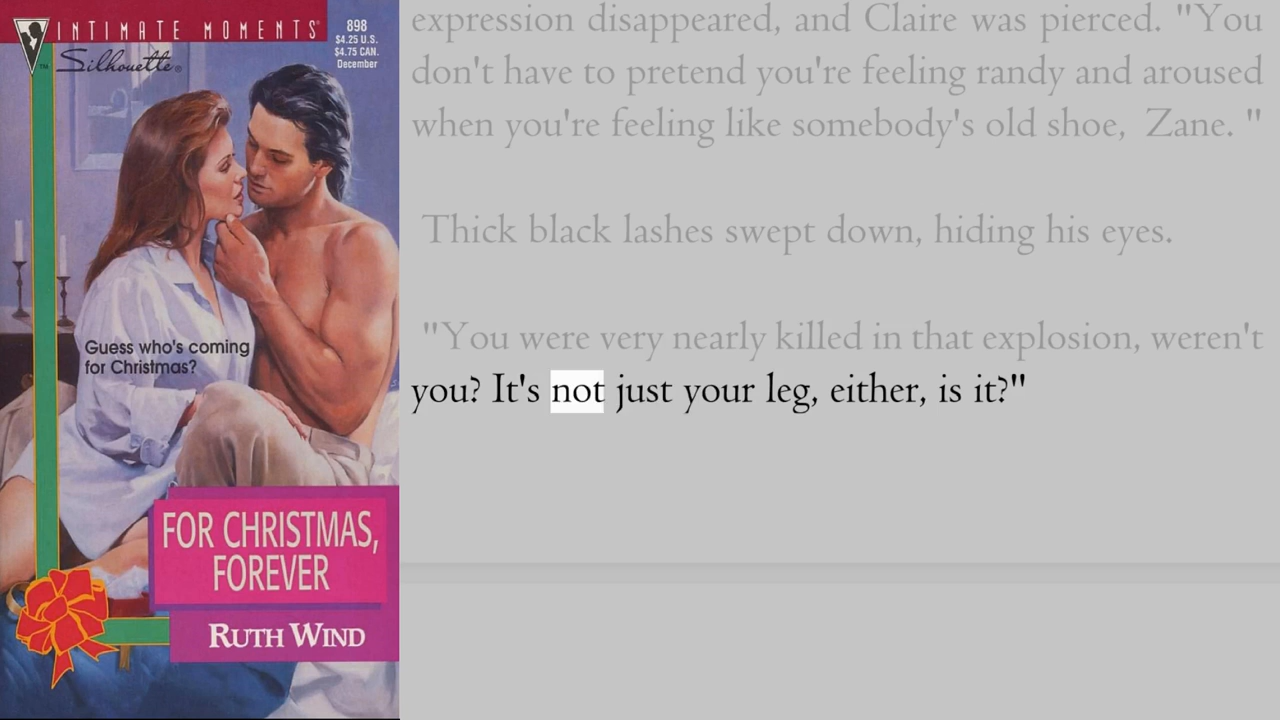 INTIMATE MOMENTS®
898
$4.25 U.S.
$4.75 CAN.
December
™
Silhouette®
Guess who's coming
for Christmas?
FOR CHRISTMAS,
FOREVER
RUTH WIND
expression disappeared, and Claire was pierced. "You
don't have to pretend you're feeling randy and aroused
when you're feeling like somebody's old shoe, Zane. "
Thick black lashes swept down, hiding his eyes.
"You were very nearly killed in that explosion, weren't
you? It's not just your leg, either, is it?"